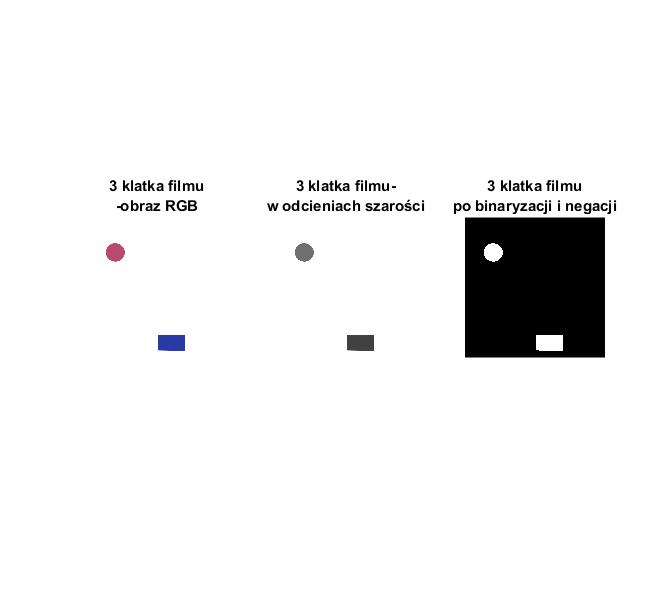 3 klatka filmu
-obraz RGB
3 klatka filmu-
w odcieniach szarości
3 klatka filmu
po binaryzacji i negacji